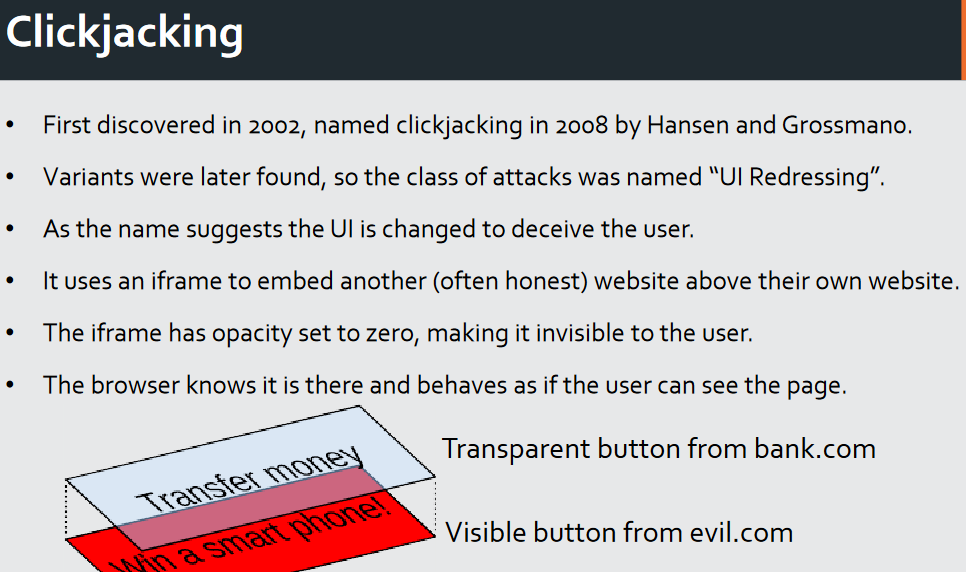 Clickjacking
• First discovered in 2002, named clickjacking in 2008 by Hansen and Grossmano.
• Variants were later found, so the class of attacks was named “UI Redressing”.
• As the name suggests the UI is changed to deceive the user.
• It uses an iframe to embed another (often honest) website above their own website.
• The iframe has opacity set to zero, making it invisible to the user.
• The browser knows it is there and behaves as if the user can see the page.
Transfer money
Transparent button from bank.com
Win a smart phone!
Visible button from evil.com